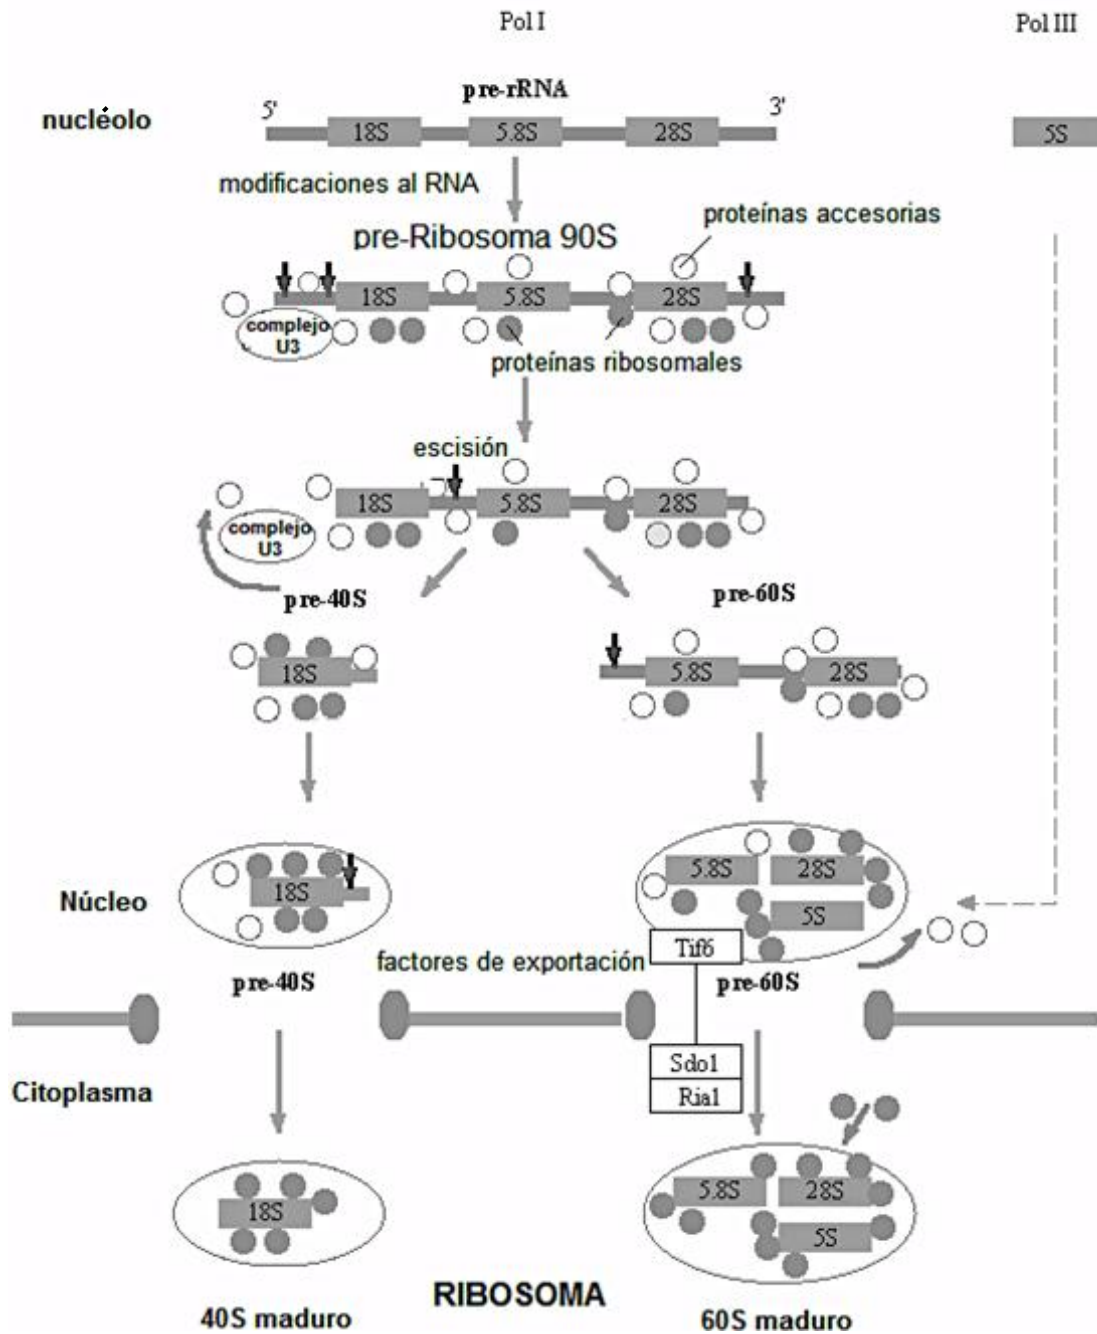 Pol I
Pol III
pre-rRNA
5'
3'
nucléolo
18S
5.8S
28S
5S
modificaciones al RNA
proteínas accesorias
pre-Ribosoma 90S
18S
5.8S
28S
complejo
U3
proteínas ribosomales
escisión
18S
5.8S
28S
complejo
U3
pre-40S
pre-60S
18S
5.8S
28S
5.8S
28S
18S
Núcleo
5S
Tif6
factores de exportación
pre-40S
pre-60S
Sdo1
Citoplasma
Ria1
5.8S
28S
18S
5S
RIBOSOMA
40S maduro
60S maduro